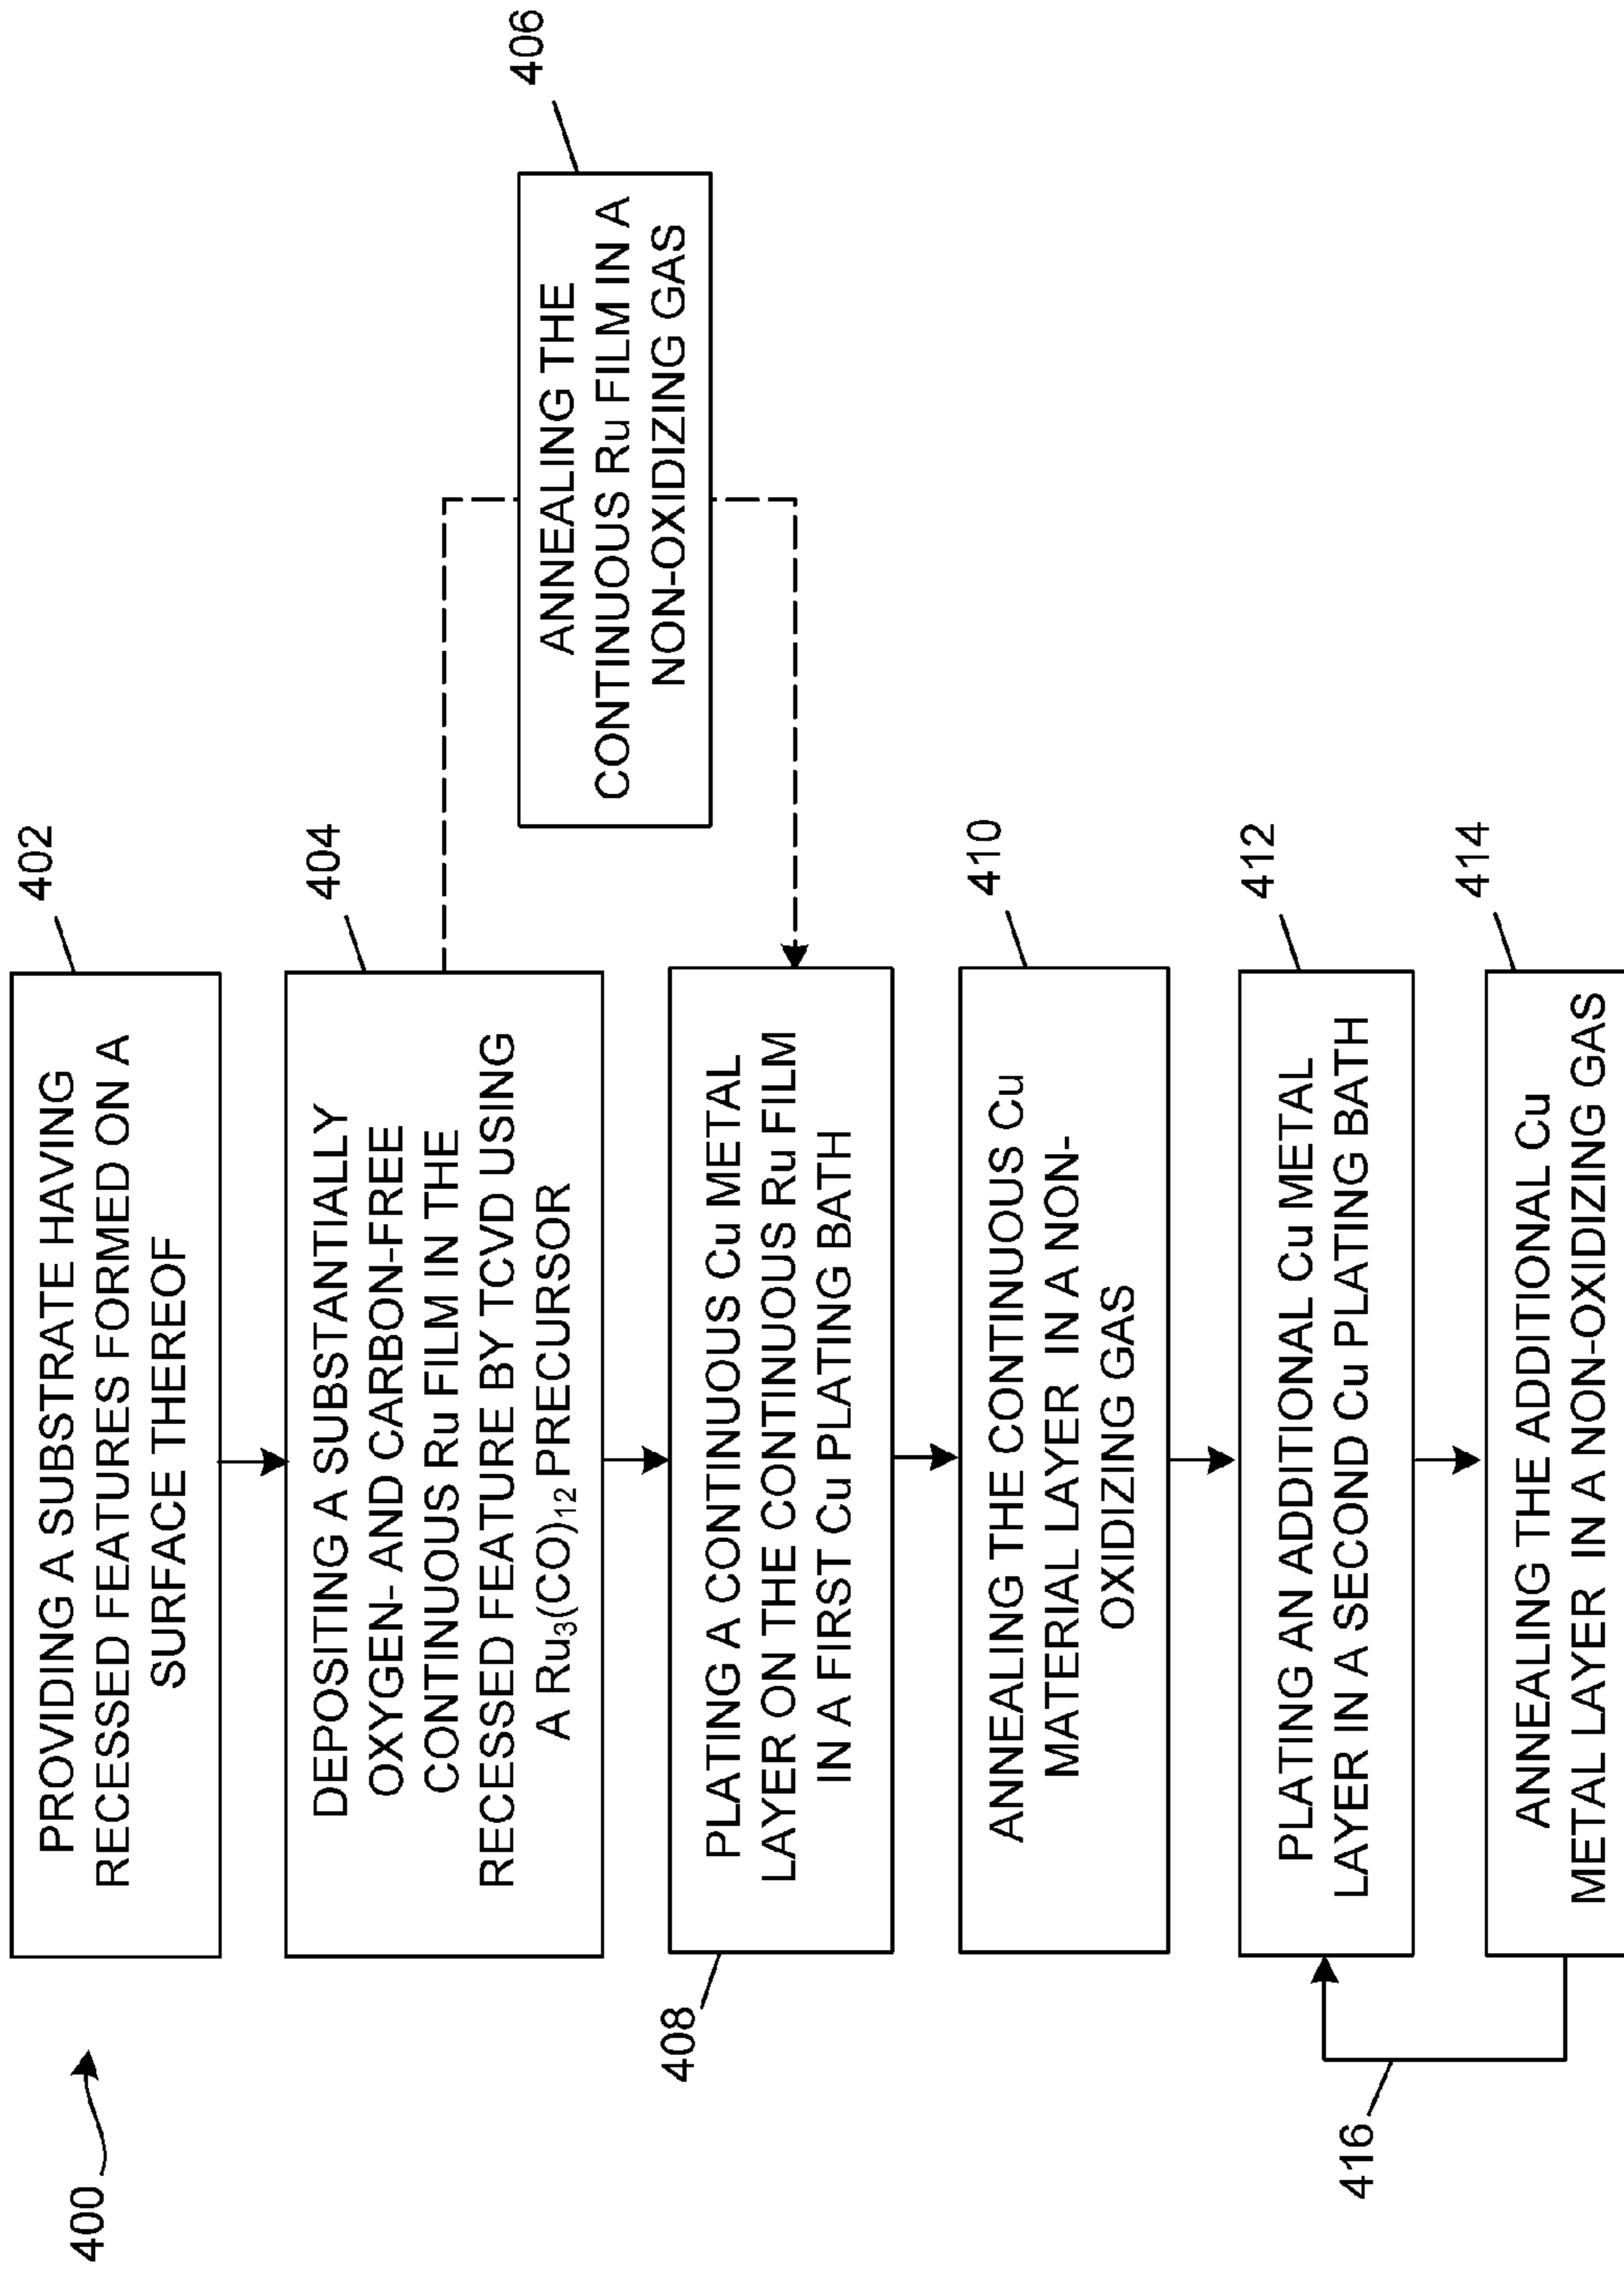 400
402
PROVIDING A SUBSTRATE HAVING
RECESSED FEATURES FORMED ON A
SURFACE THEREOF
404
DEPOSITING A SUBSTANTIALLY
OXYGEN- AND CARBON-FREE
CONTINUOUS Ru FILM IN THE
RECESSED FEATURE BY TCVD USING
A Ru₃(CO)₁₂ PRECURSOR
406
ANNEALING THE
CONTINUOUS Ru FILM IN A
NON-OXIDIZING GAS
408
PLATING A CONTINUOUS Cu METAL
LAYER ON THE CONTINUOUS Ru FILM
IN A FIRST Cu PLATING BATH
410
ANNEALING THE CONTINUOUS Cu
MATERIAL LAYER IN A NON-
OXIDIZING GAS
412
PLATING AN ADDITIONAL Cu METAL
LAYER IN A SECOND Cu PLATING BATH
414
ANNEALING THE ADDITIONAL Cu
METAL LAYER IN A NON-OXIDIZING GAS
416